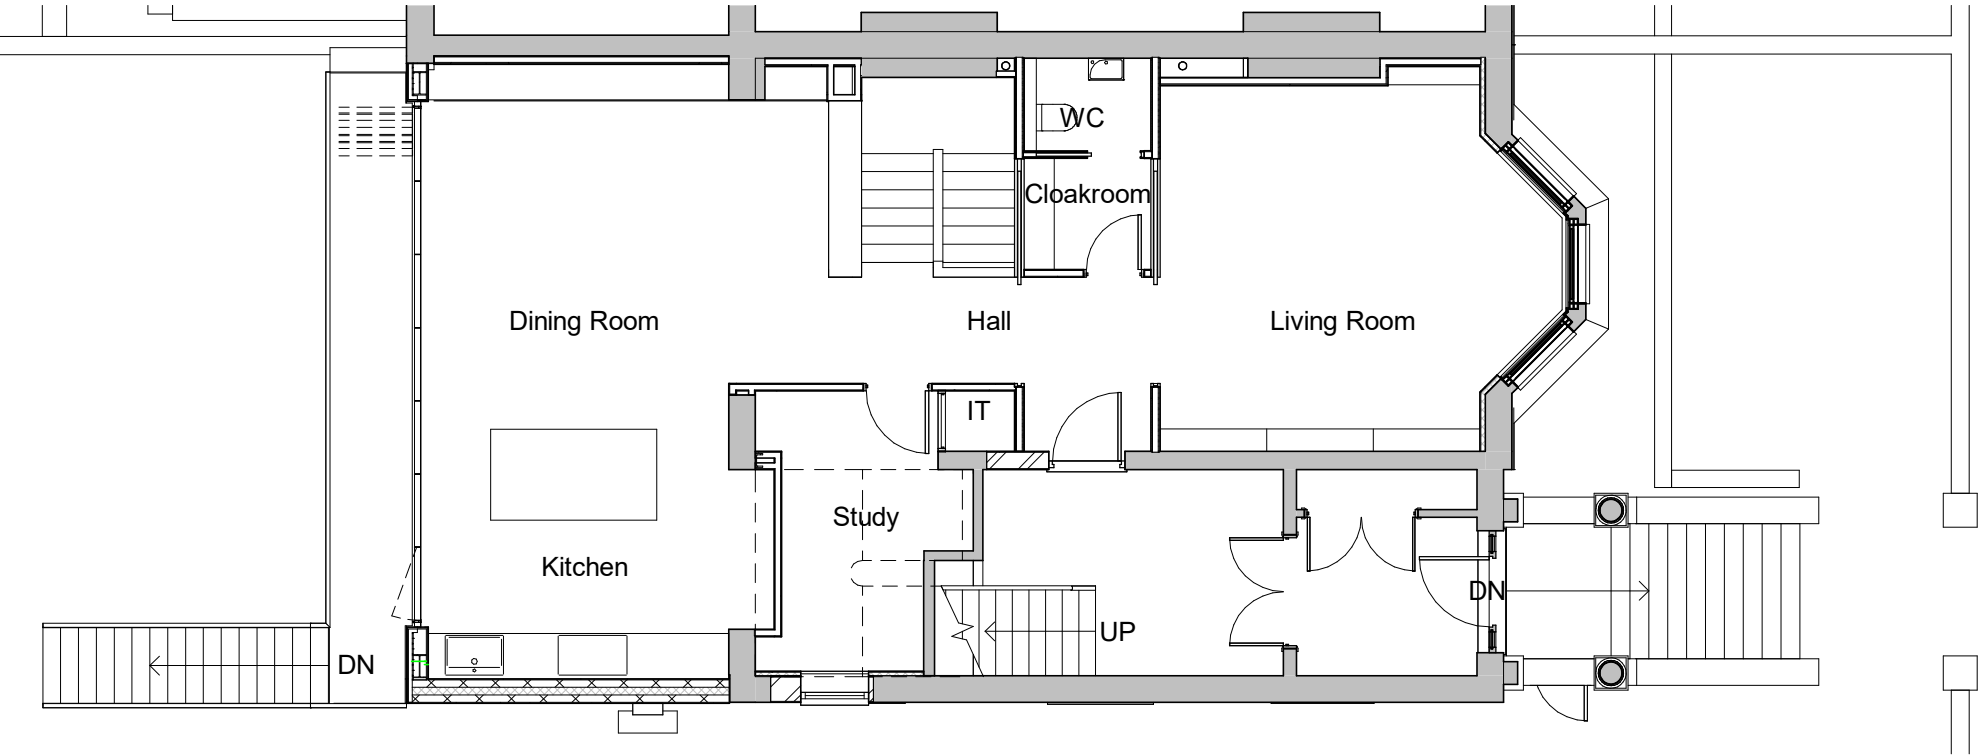 WC
Cloakroom
Dining Room
Hall
Living Room
IT
Study
Kitchen
DN
UP
DN